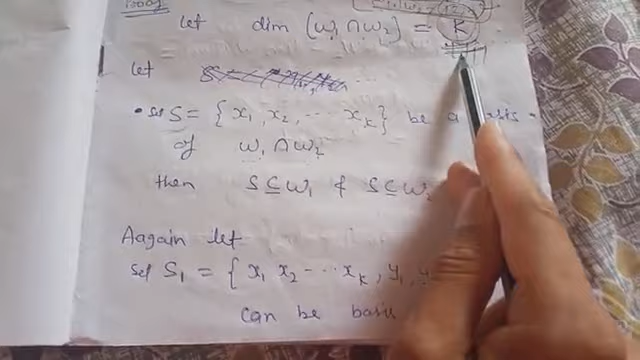 Proof
let dim (W₁ ∩ W₂) = K
let
• set S = { x₁, x₂, ... xₖ } be a basis
of W₁ ∩ W₂
then S ⊆ W₁ & S ⊆ W₂
Aagain let
set S₁ = { x₁ x₂ --- xₖ, y₁,
can be basis